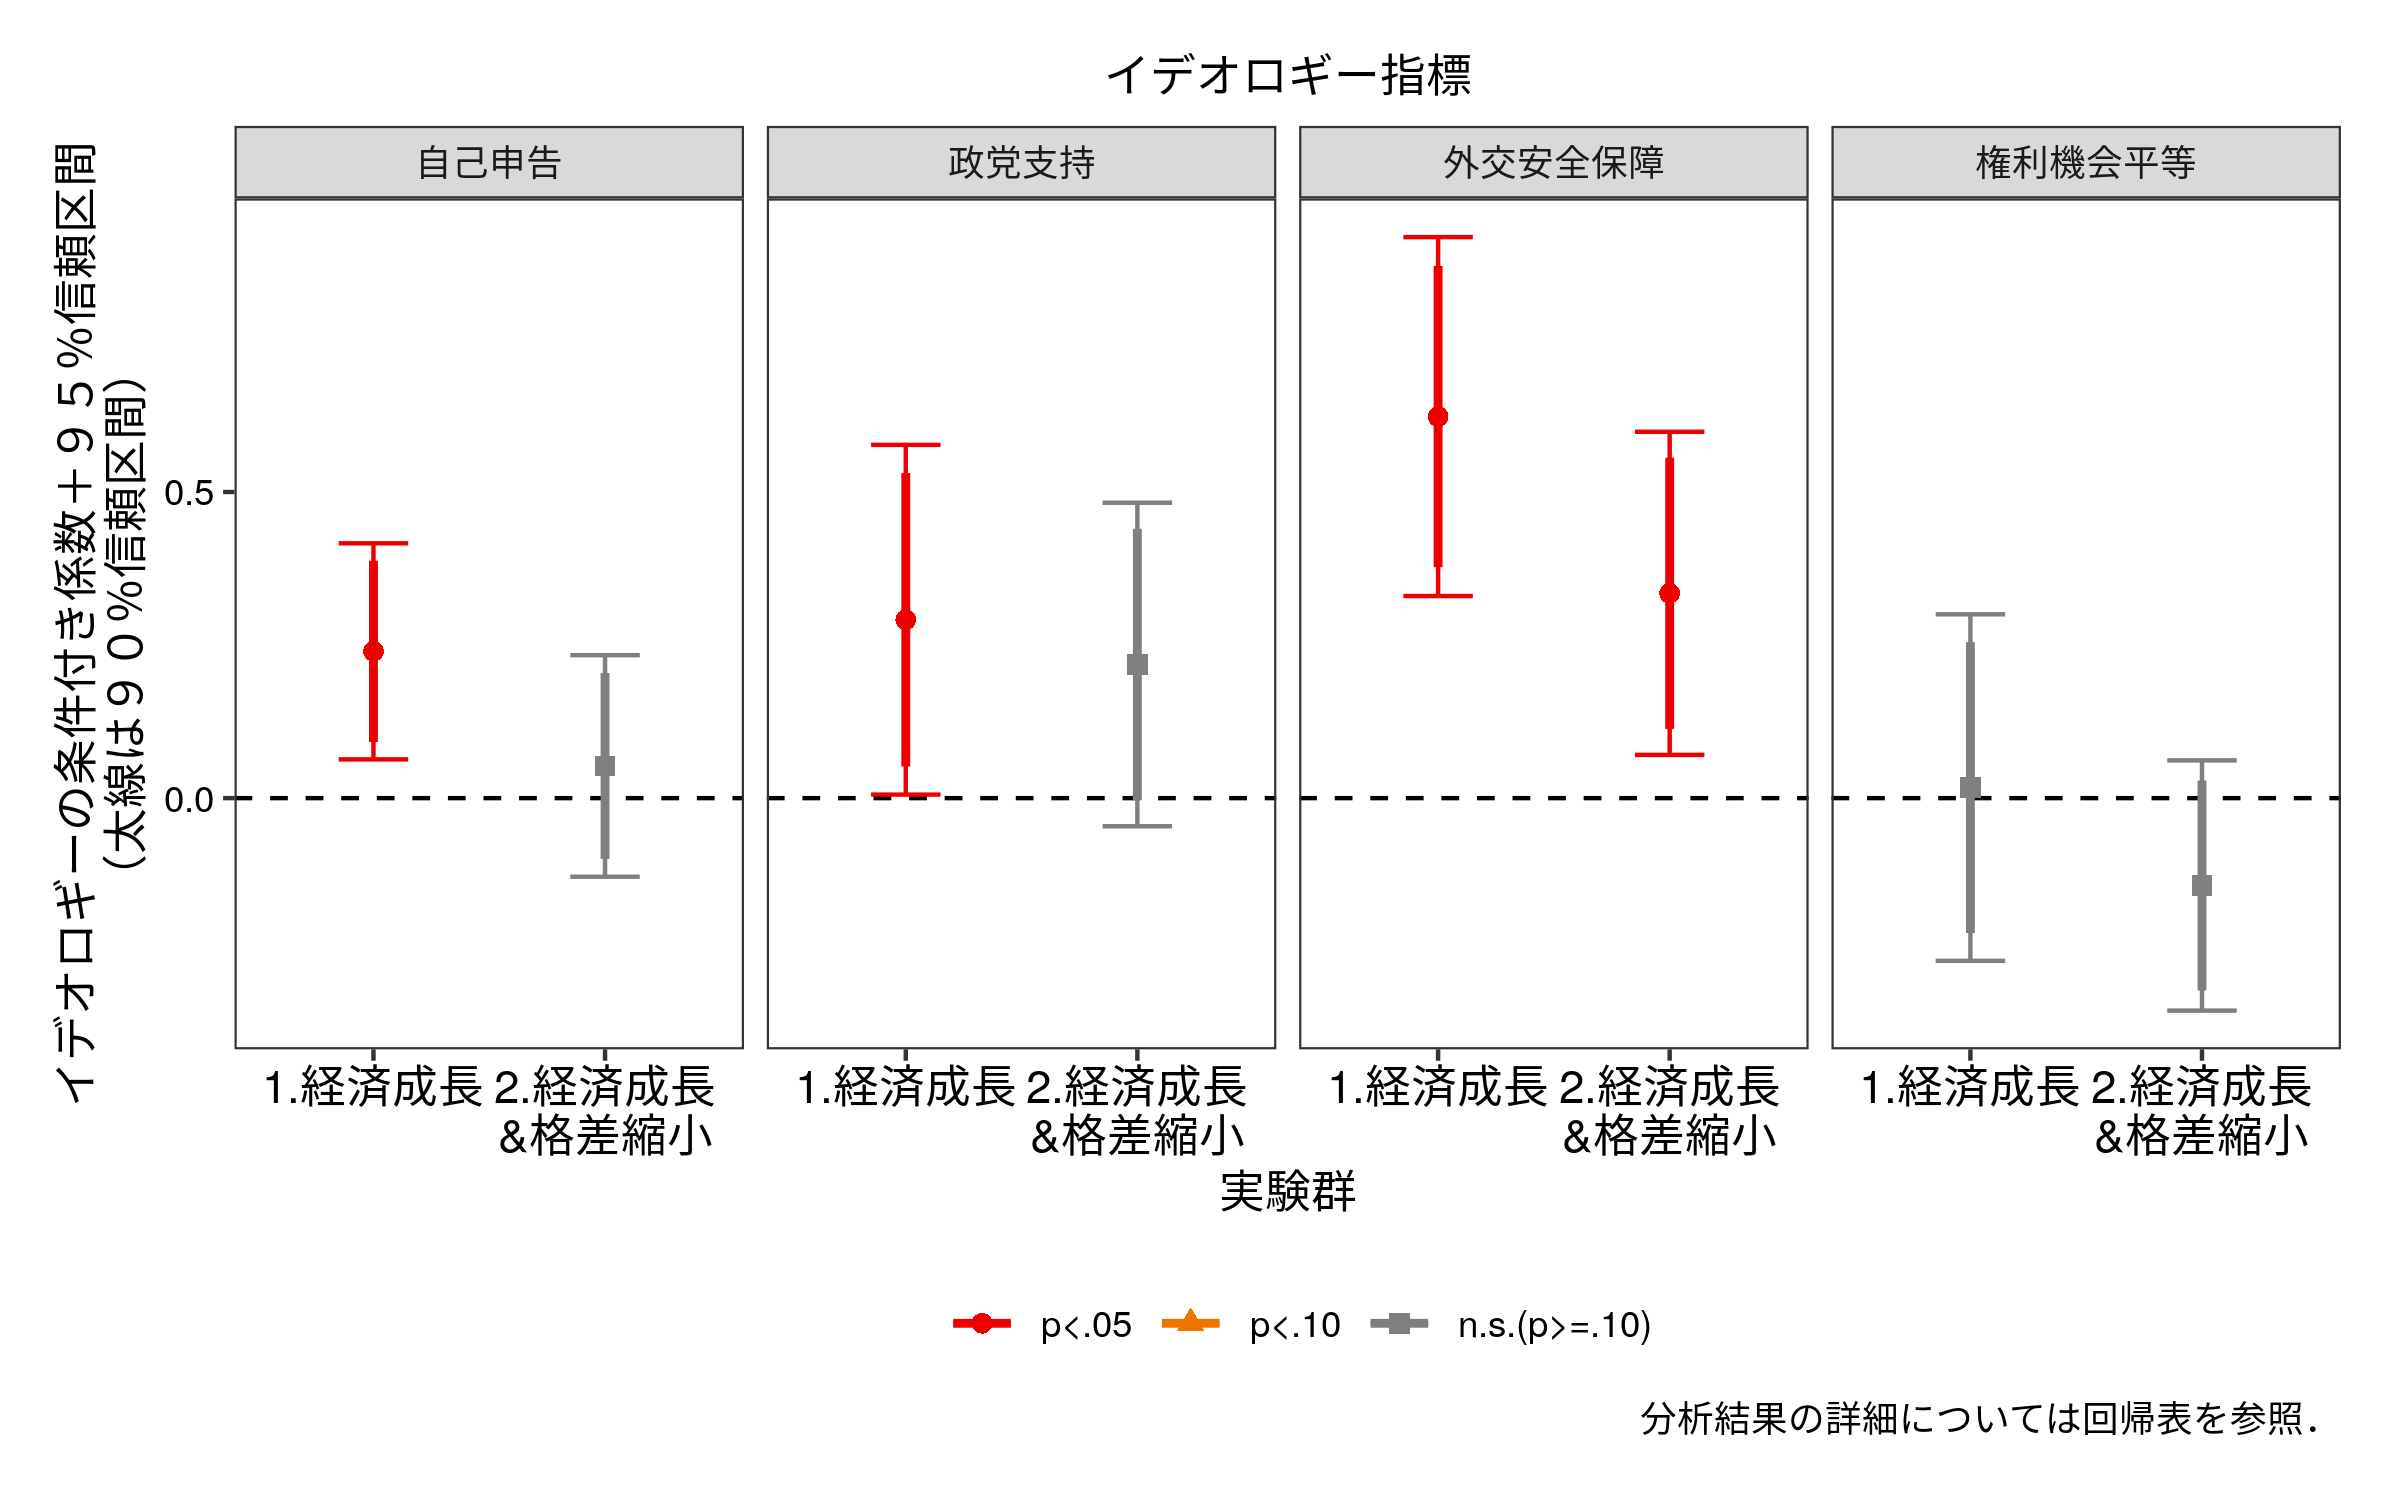 イデオロギー指標
自己申告
政党支持
外交安全保障
権利機会平等
イデオロギーの条件付き係数＋９５％信頼区間
（太線は９０％信頼区間）
0.5
0.0
1.経済成長
2.経済成長
&格差縮小
1.経済成長
2.経済成長
&格差縮小
1.経済成長
2.経済成長
&格差縮小
1.経済成長
2.経済成長
&格差縮小
実験群
p<.05
p<.10
n.s.(p>=.10)
分析結果の詳細については回帰表を参照．